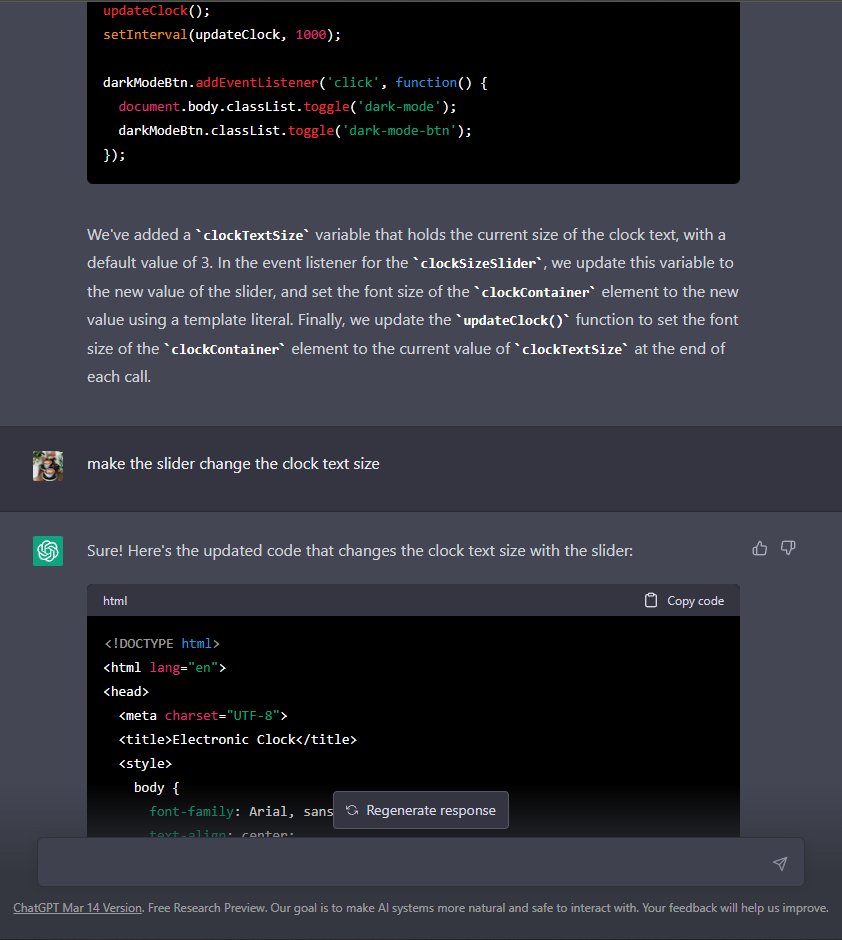 updateClock();
setInterval(updateClock, 1000);
darkModeBtn.addEventListener('click', function() {
document.body.classList.toggle('dark-mode');
darkModeBtn.classList.toggle('dark-mode-btn');
});
We've added a `clockTextSize` variable that holds the current size of the clock text, with a
default value of 3. In the event listener for the `clockSizeSlider`, we update this variable to
the new value of the slider, and set the font size of the `clockContainer` element to the new
value using a template literal. Finally, we update the `updateClock()` function to set the font
size of the `clockContainer` element to the current value of `clockTextSize` at the end of
each call.
make the slider change the clock text size
Sure! Here's the updated code that changes the clock text size with the slider:
html Copy code
<!DOCTYPE html>
<html lang="en">
<head>
<meta charset="UTF-8">
<title>Electronic Clock</title>
<style>
body {
font-family: Arial, sans
Regenerate response
text-align: center;
ChatGPT Mar 14 Version. Free Research Preview. Our goal is to make AI systems more natural and safe to interact with. Your feedback will help us improve.